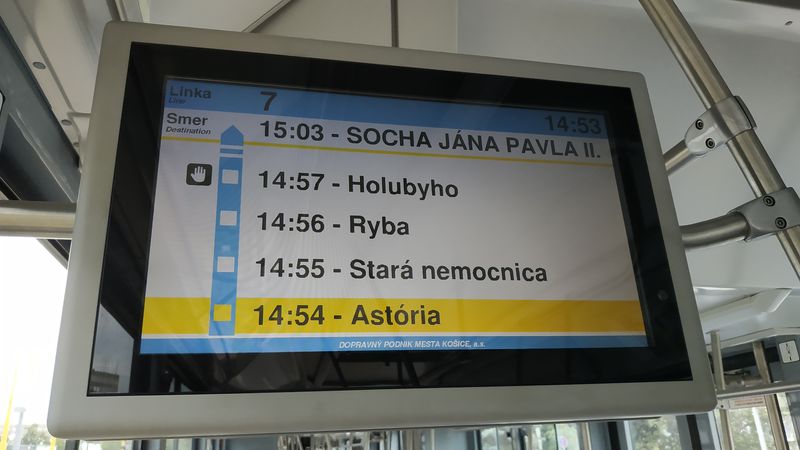 Linka 7 14:53
Line
Smer 15:03 - SOCHA JÁNA PAVLA II.
Destination
14:57 - Holubyho
14:56 - Ryba
14:55 - Stará nemocnica
14:54 - Astória
DOPRAVNÝ PODNIK MESTA KOŠICE, a.s.